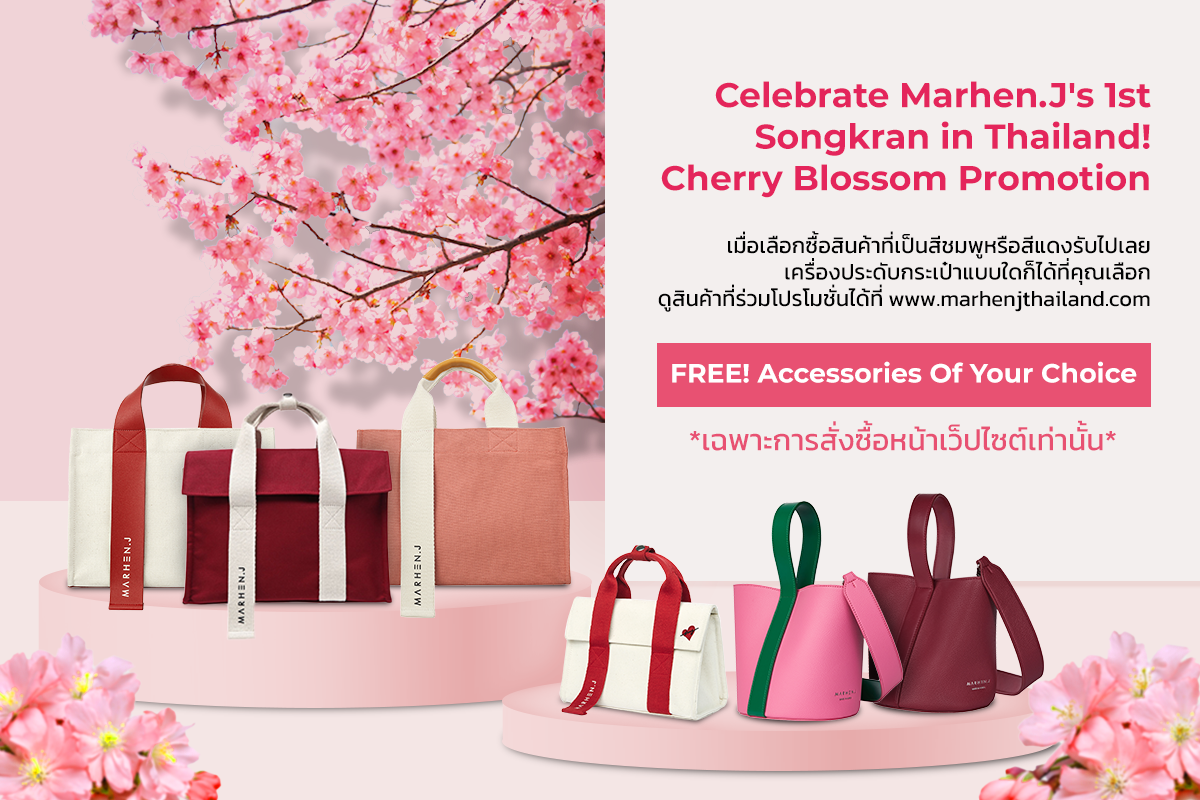 Celebrate Marhen.J's 1st
Songkran in Thailand!
Cherry Blossom Promotion
เมื่อเลือกซื้อสินค้าที่เป็นสีชมพูหรือสีแดงรับไปเลย
เครื่องประดับกระเป๋าแบบใดก็ได้ที่คุณเลือก
ดูสินค้าที่ร่วมโปรโมชั่นได้ที่ www.marhenjthailand.com
FREE! Accessories Of Your Choice
*เฉพาะการสั่งซื้อหน้าเว็ปไซต์เท่านั้น*
MARHEN.J
MARHEN.J
MARHEN.J
MARHEN.J
MARHEN.J
MARHEN.J